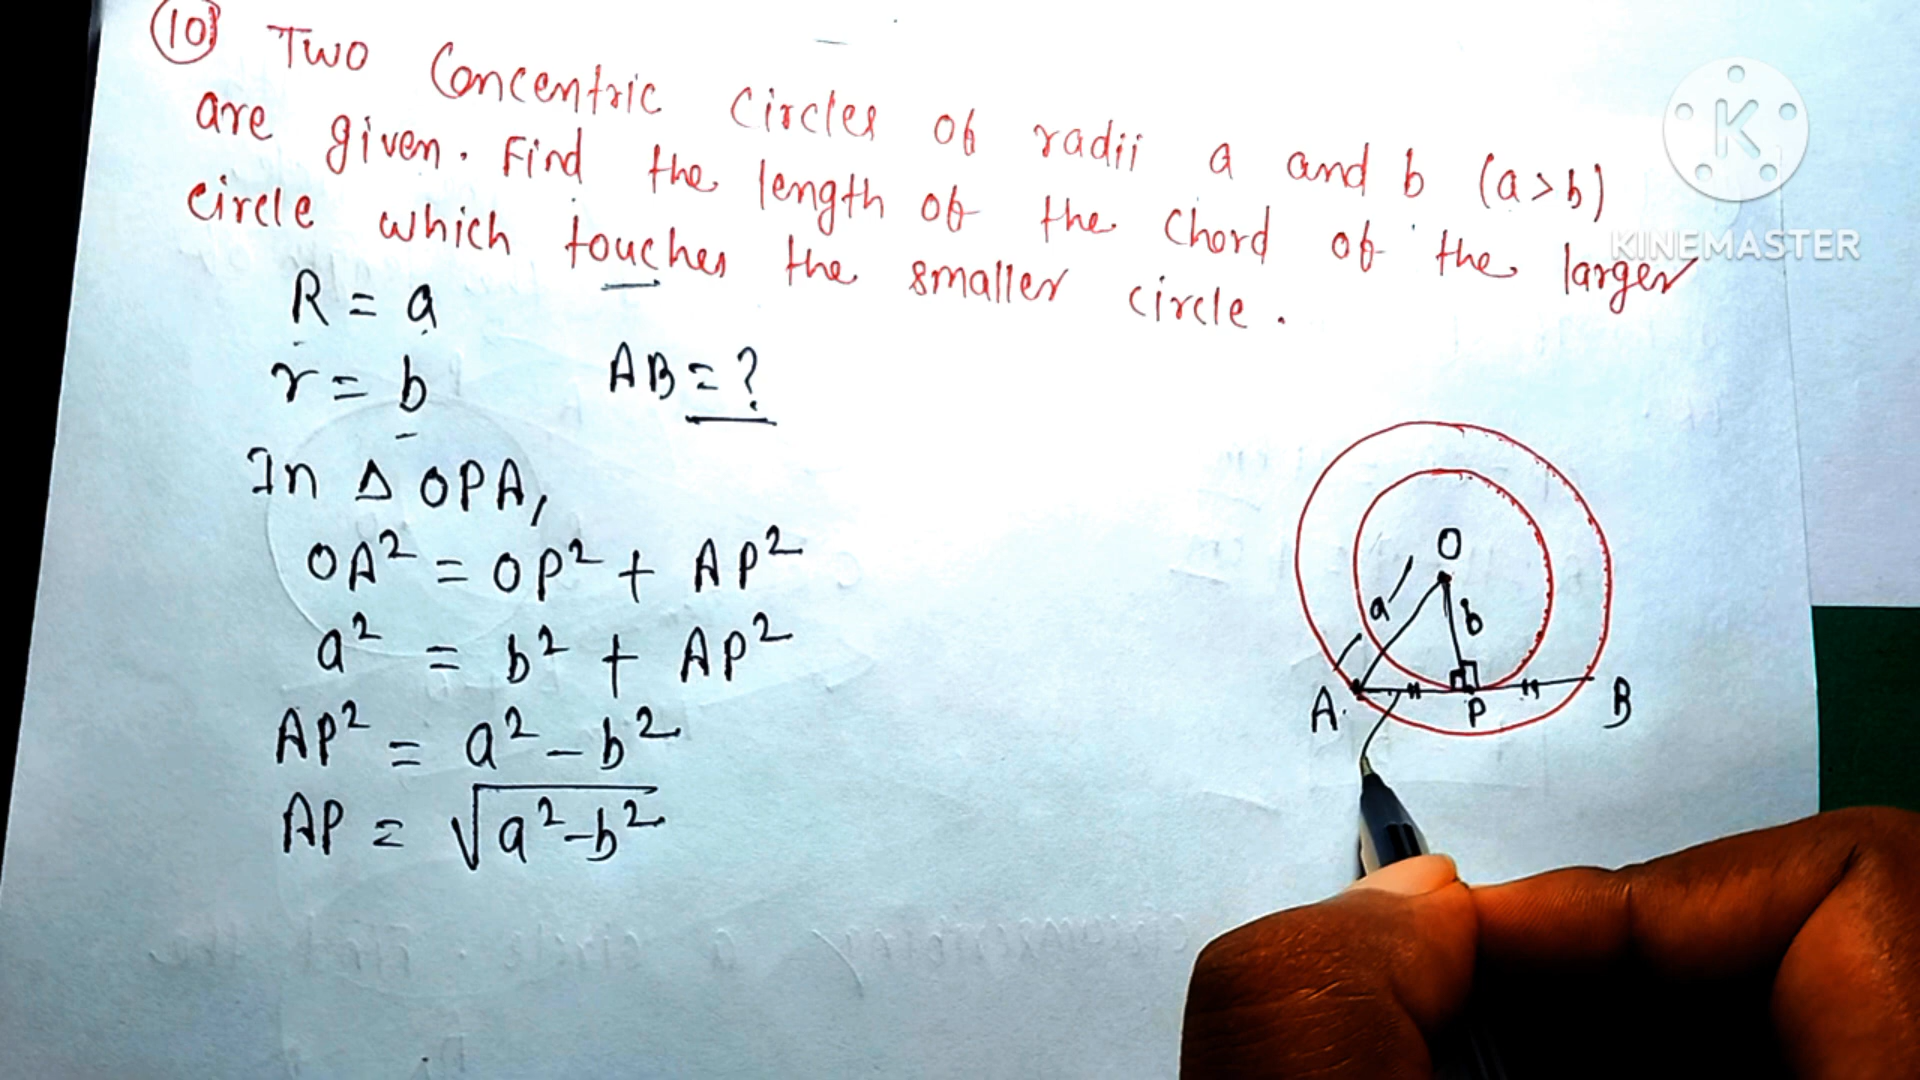 10 Two Concentric circles of radii a and b (a>b)
are given. Find the length of the chord of the larger
circle which touches the smaller circle.
R = a
r = b
AB = ?
In Δ OPA,
OA² = OP² + AP²
a² = b² + AP²
AP² = a² - b²
AP = √a²-b²
O
a
b
A
P
B
K
KINEMASTER